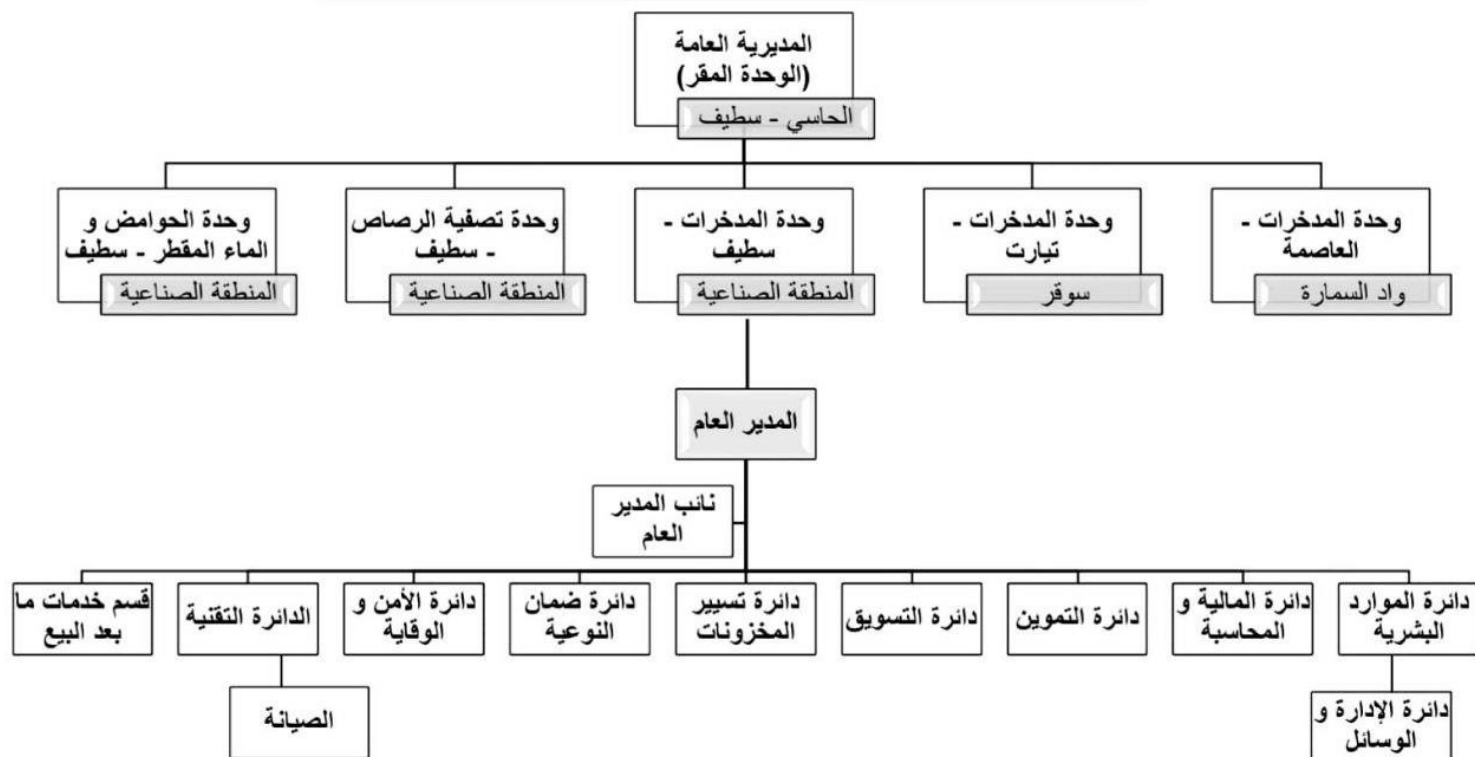 المديرية العامة
(الوحدة المقر)
الحاسي - سطيف
وحدة المدخرات -
العاصمة
واد السمارة
وحدة المدخرات -
تيارت
سوقر
وحدة المدخرات -
سطيف
المنطقة الصناعية
وحدة تصفية الرصاص
- سطيف
المنطقة الصناعية
وحدة الحوامض و
الماء المقطر - سطيف
المنطقة الصناعية
المدير العام
نائب المدير
العام
دائرة الموارد
البشرية
دائرة المالية و
المحاسبة
دائرة التموين
دائرة التسويق
دائرة تسيير
المخزونات
دائرة ضمان
النوعية
دائرة الأمن و
الوقاية
الدائرة التقنية
قسم خدمات ما
بعد البيع
دائرة الإدارة و
الوسائل
الصيانة